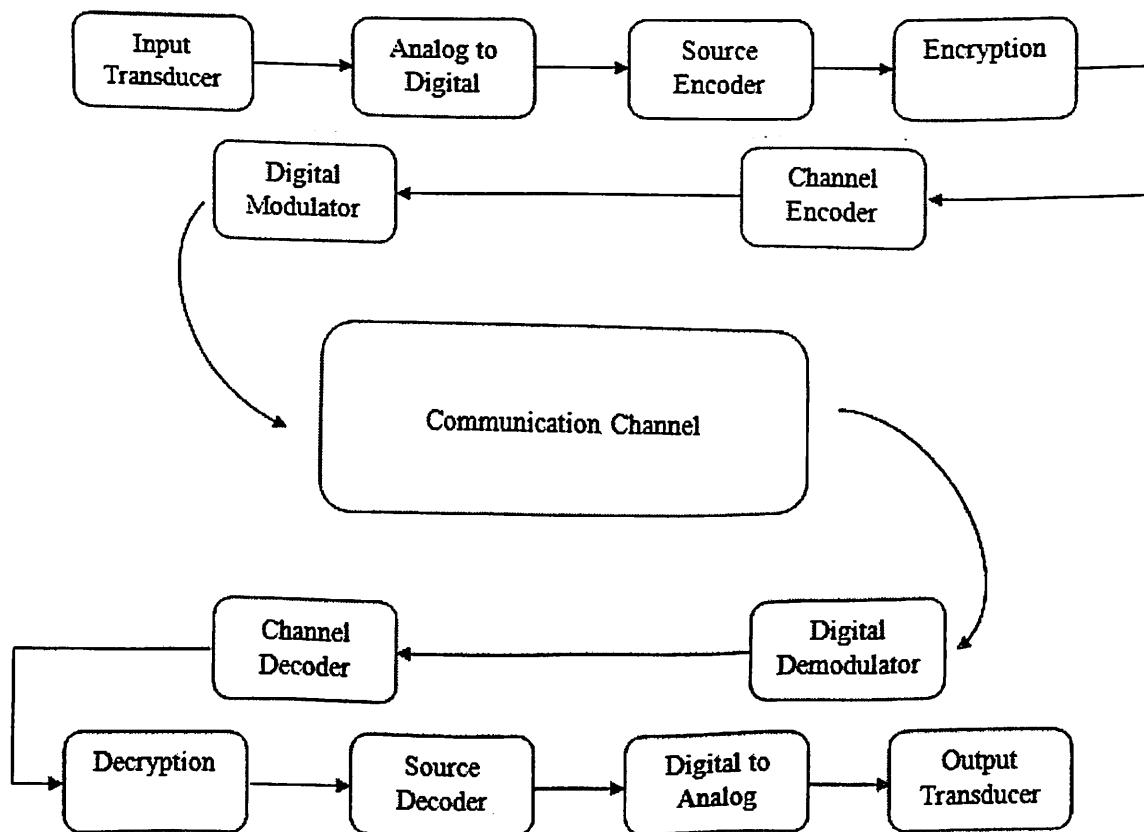 Input
Transducer
Analog to
Digital
Source
Encoder
Encryption
Digital
Modulator
Channel
Encoder
Communication Channel
Channel
Decoder
Digital
Demodulator
Decryption
Source
Decoder
Digital to
Analog
Output
Transducer